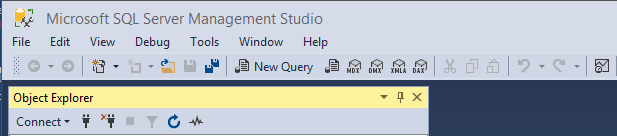 Microsoft SQL Server Management Studio
File Edit View Debug Tools Window Help
New Query MDX DMX XMLA DAX
Object Explorer
Connect